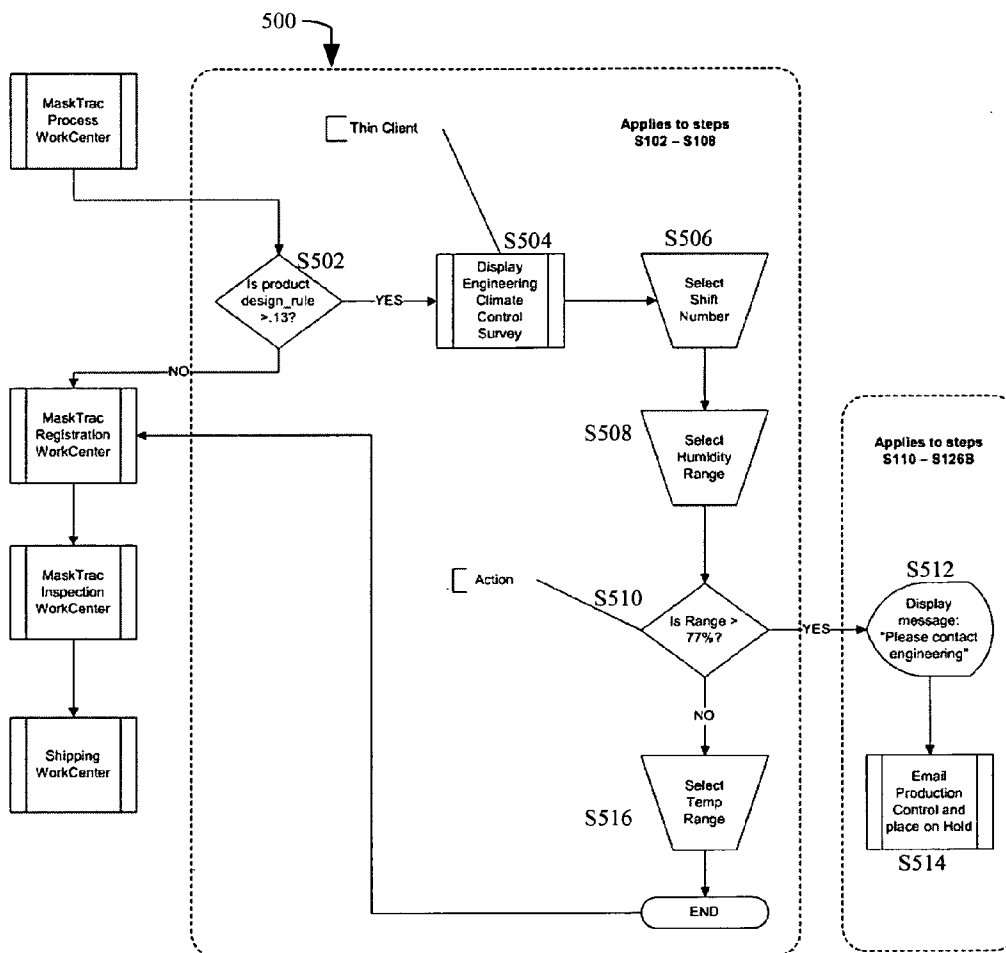 500
MaskTrac
Process
WorkCenter
Thin Client
Applies to steps
S102 – S108
S502
Is product
design_rule
>.13?
YES
S504
Display
Engineering
Climate
Control
Survey
S506
Select
Shift
Number
NO
MaskTrac
Registration
WorkCenter
S508
Select
Humidity
Range
Applies to steps
S110 – S126B
MaskTrac
Inspection
WorkCenter
Action
S510
Is Range >
77%?
YES
S512
Display
message:
"Please contact
engineering"
NO
Shipping
WorkCenter
S516
Select
Temp
Range
Email
Production
Control and
place on Hold
S514
END